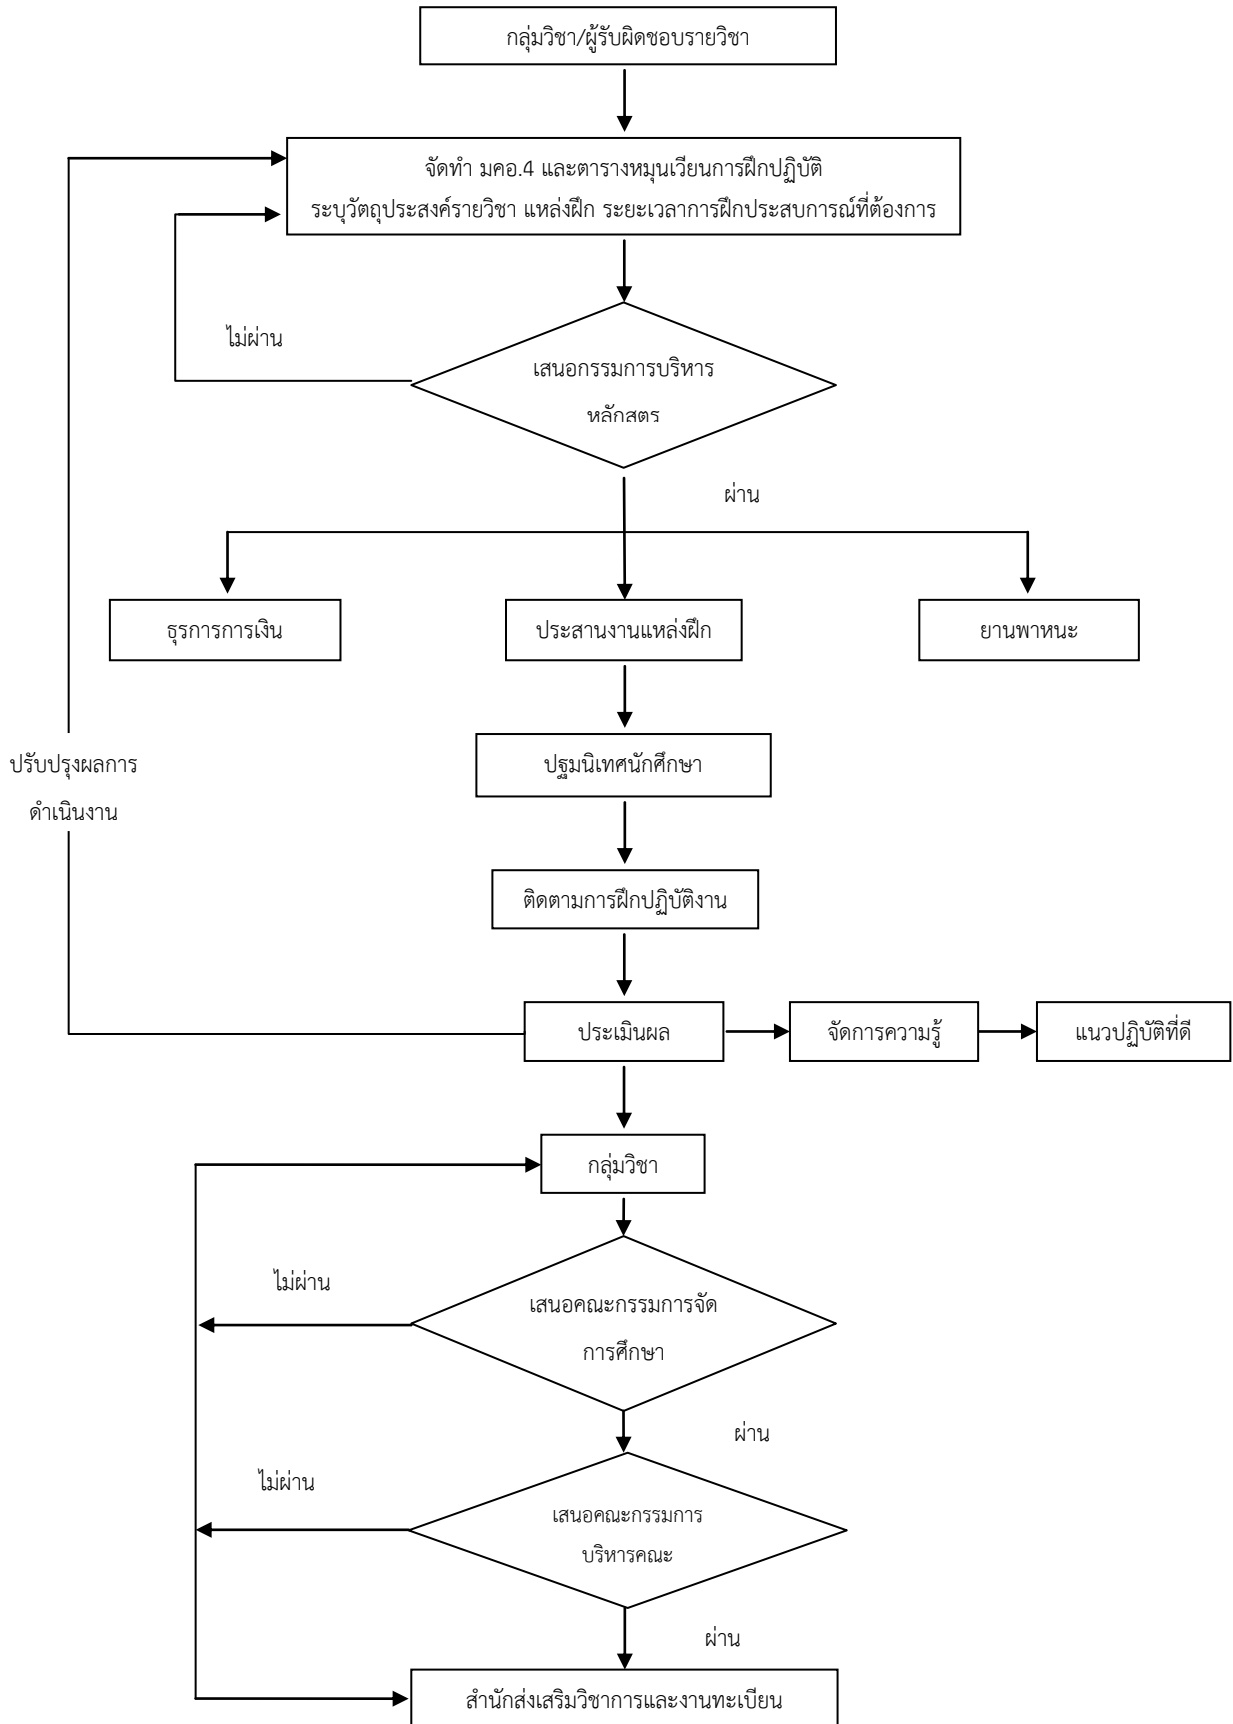 กลุ่มวิชา/ผู้รับผิดชอบรายวิชา
จัดทำ มคอ.4 และตารางหมุนเวียนการฝึกปฏิบัติ
ระบุวัตถุประสงค์รายวิชา แหล่งฝึก ระยะเวลาการฝึกประสบการณ์ที่ต้องการ
ไม่ผ่าน
เสนอกรรมการบริหาร
หลักสตร
ผ่าน
ธุรการการเงิน
ประสานงานแหล่งฝึก
ยานพาหนะ
ปรับปรุงผลการ
ดำเนินงาน
ปฐมนิเทศนักศึกษา
ติดตามการฝึกปฏิบัติงาน
ประเมินผล
จัดการความรู้
แนวปฏิบัติที่ดี
กลุ่มวิชา
ไม่ผ่าน
เสนอคณะกรรมการจัด
การศึกษา
ผ่าน
ไม่ผ่าน
เสนอคณะกรรมการ
บริหารคณะ
ผ่าน
สำนักส่งเสริมวิชาการและงานทะเบียน